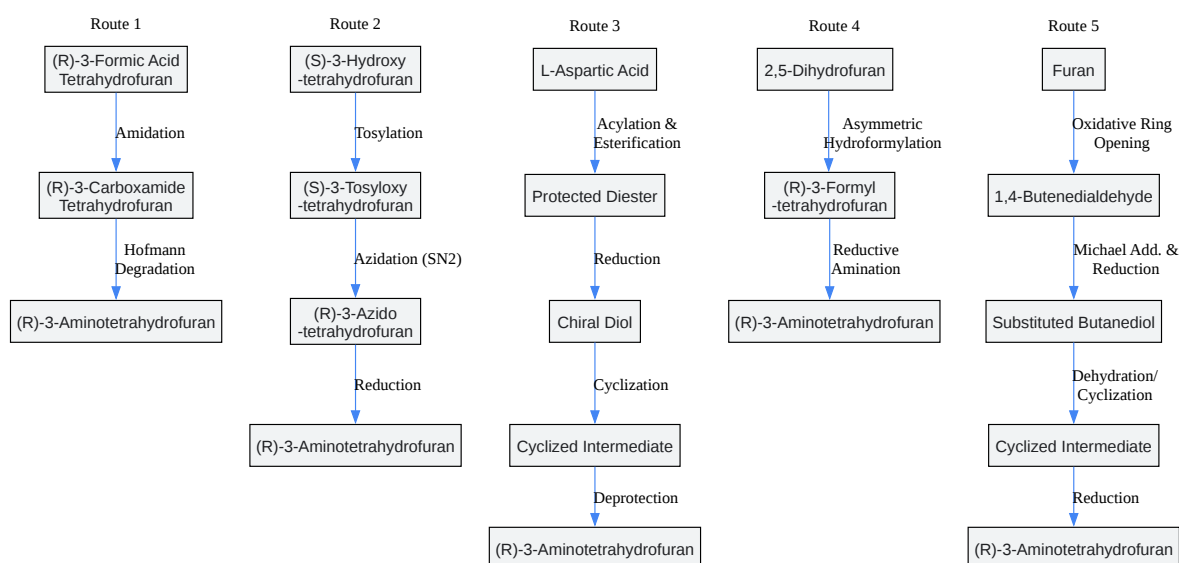 Route 1
(R)-3-Formic Acid
Tetrahydrofuran
Amidation
(R)-3-Carboxamide
Tetrahydrofuran
Hofmann
Degradation
(R)-3-Aminotetrahydrofuran
Route 2
(S)-3-Hydroxy
-tetrahydrofuran
Tosylation
(S)-3-Tosyloxy
-tetrahydrofuran
Azidation (SN2)
(R)-3-Azido
-tetrahydrofuran
Reduction
(R)-3-Aminotetrahydrofuran
Route 3
L-Aspartic Acid
Acylation &
Esterification
Protected Diester
Reduction
Chiral Diol
Cyclization
Cyclized Intermediate
Deprotection
(R)-3-Aminotetrahydrofuran
Route 4
2,5-Dihydrofuran
Asymmetric
Hydroformylation
(R)-3-Formyl
-tetrahydrofuran
Reductive
Amination
(R)-3-Aminotetrahydrofuran
Route 5
Furan
Oxidative Ring
Opening
1,4-Butenedialdehyde
Michael Add. &
Reduction
Substituted Butanediol
Dehydration/
Cyclization
Cyclized Intermediate
Reduction
(R)-3-Aminotetrahydrofuran